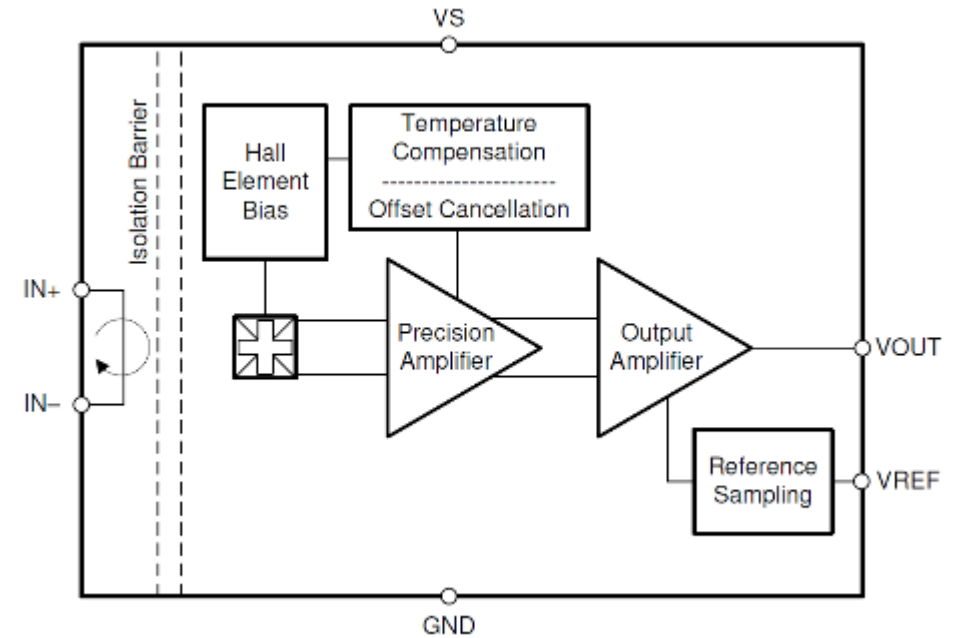 VS
Isolation Barrier
Hall
Element
Bias
Temperature
Compensation
Offset Cancellation
IN+
IN−
Precision
Amplifier
Output
Amplifier
VOUT
Reference
Sampling
VREF
GND